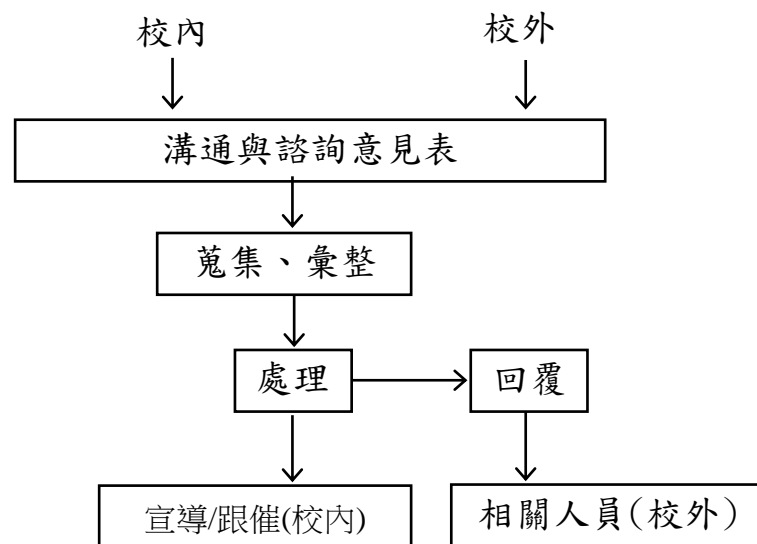 校內
校外
溝通與諮詢意見表
蒐集、彙整
處理
回覆
宣導/跟催(校內)
相關人員(校外)